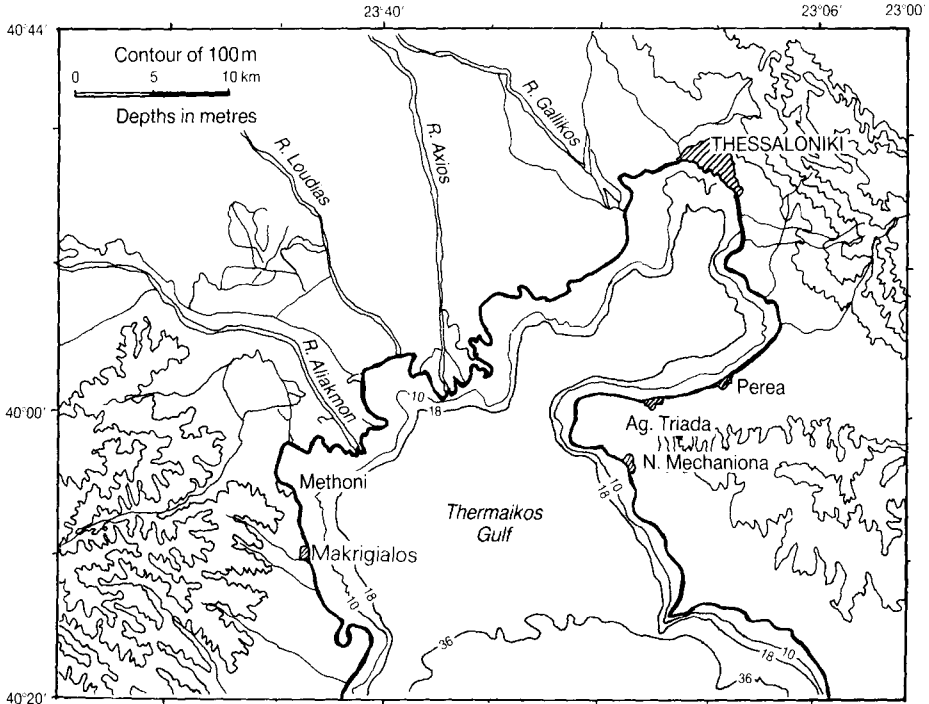 23°40'
23°06'
23°00'
40°44'
Contour of 100m
0 5 10 km
Depths in metres
R. Loudias
R. Axios
R. Gallikos
THESSALONIKI
R. Aliakmon
10
18
Perea
40°00'
Ag. Triada
N. Mechaniona
Methoni
10
18
Thermaikos
Gulf
Makrigialos
18
10
36
10
18
36
40°20'